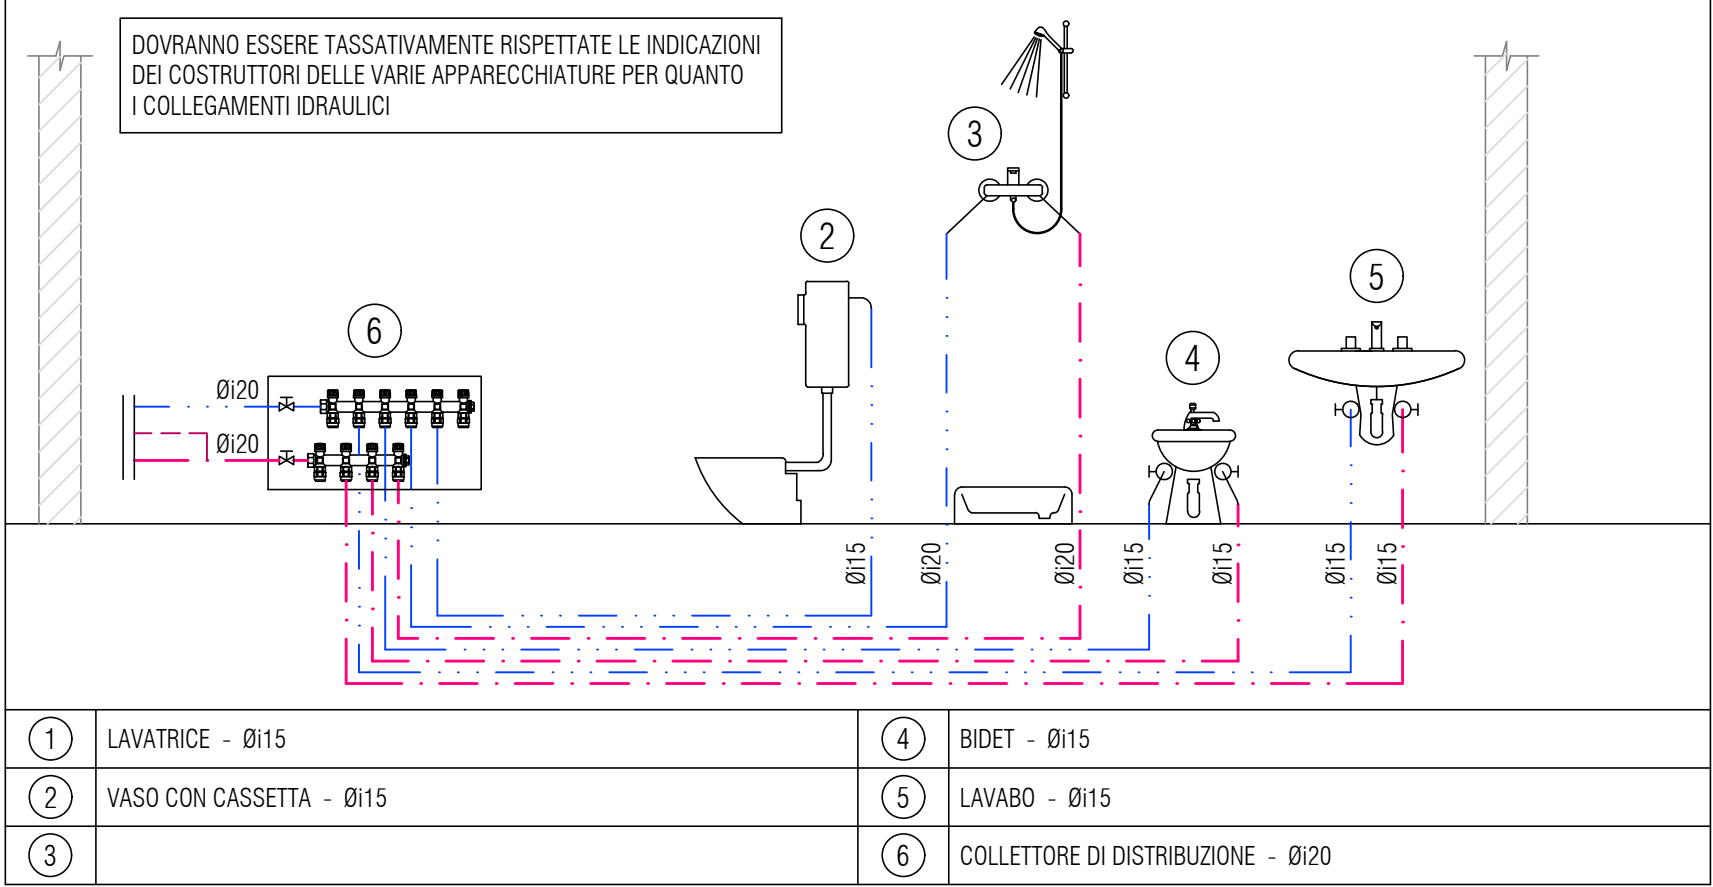 DOVRANNO ESSERE TASSATIVAMENTE RISPETTATE LE INDICAZIONI
DEI COSTRUTTORI DELLE VARIE APPARECCHIATURE PER QUANTO
I COLLEGAMENTI IDRAULICI
3
2
5
6
4
Øi20
Øi20
Øi15
Øi20
Øi20
Øi15
Øi15
Øi15
Øi15
1 LAVATRICE - Øi15
4 BIDET - Øi15
2 VASO CON CASSETTA - Øi15
5 LAVABO - Øi15
3
6 COLLETTORE DI DISTRIBUZIONE - Øi20